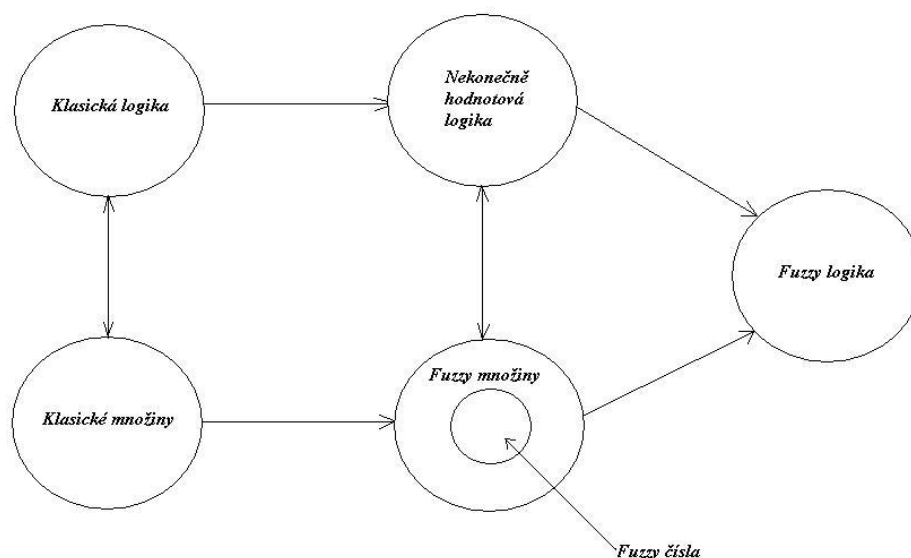 Klasická logika
Nekonečně
hodnotová
logika
Fuzzy logika
Fuzzy množiny
Klasické množiny
Fuzzy čísla